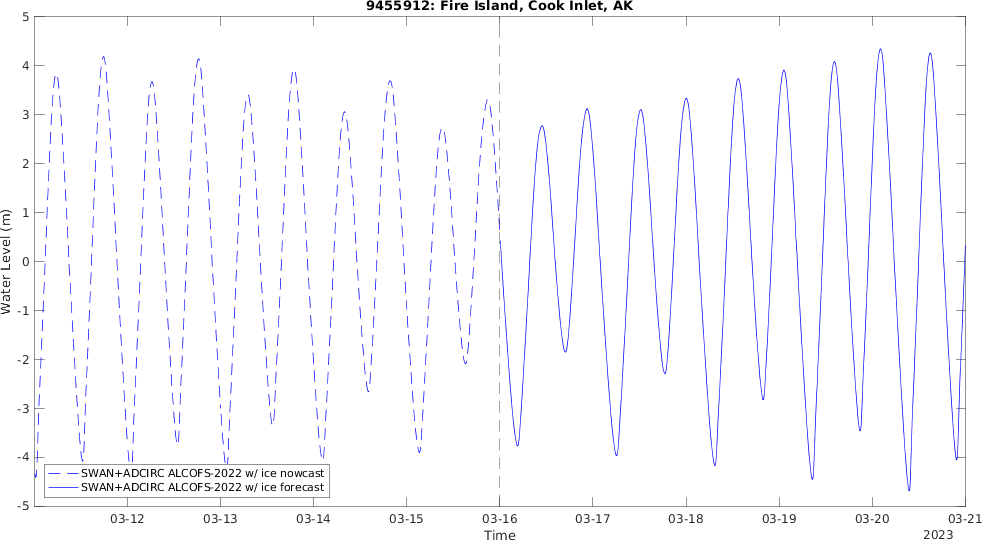 9455912: Fire Island, Cook Inlet, AK
5
4
3
2
1
0
-1
-2
-3
-4
-5
Water Level (m)
SWAN+ADCIRC ALCOFS-2022 w/ ice nowcast
SWAN+ADCIRC ALCOFS-2022 w/ ice forecast
03-12 03-13 03-14 03-15 03-16 03-17 03-18 03-19 03-20 03-21
Time
2023